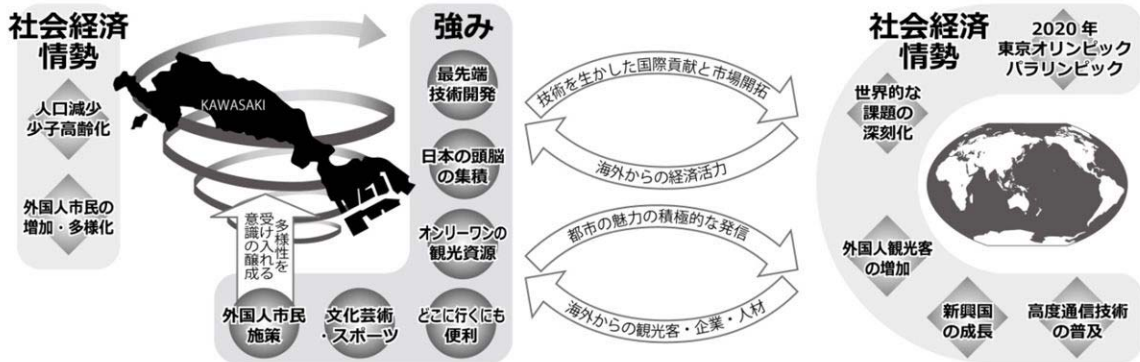 社会経済
情勢
人口減少
少子高齢化
外国人市民の
増加・多様化
KAWASAKI
多様性を
受け入れる
意識の醸成
強み
最先端
技術開発
日本の頭脳
の集積
オンリーワンの
観光資源
外国人市民
施策
文化芸術
・スポーツ
どこに行くにも
便利
技術を生かした国際貢献と市場開拓
海外からの経済活力
都市の魅力の積極的な発信
海外からの観光客・企業・人材
社会経済
情勢
2020 年
東京オリンピック
パラリンピック
世界的な
課題の
深刻化
外国人観光客
の増加
新興国
の成長
高度通信技術
の普及